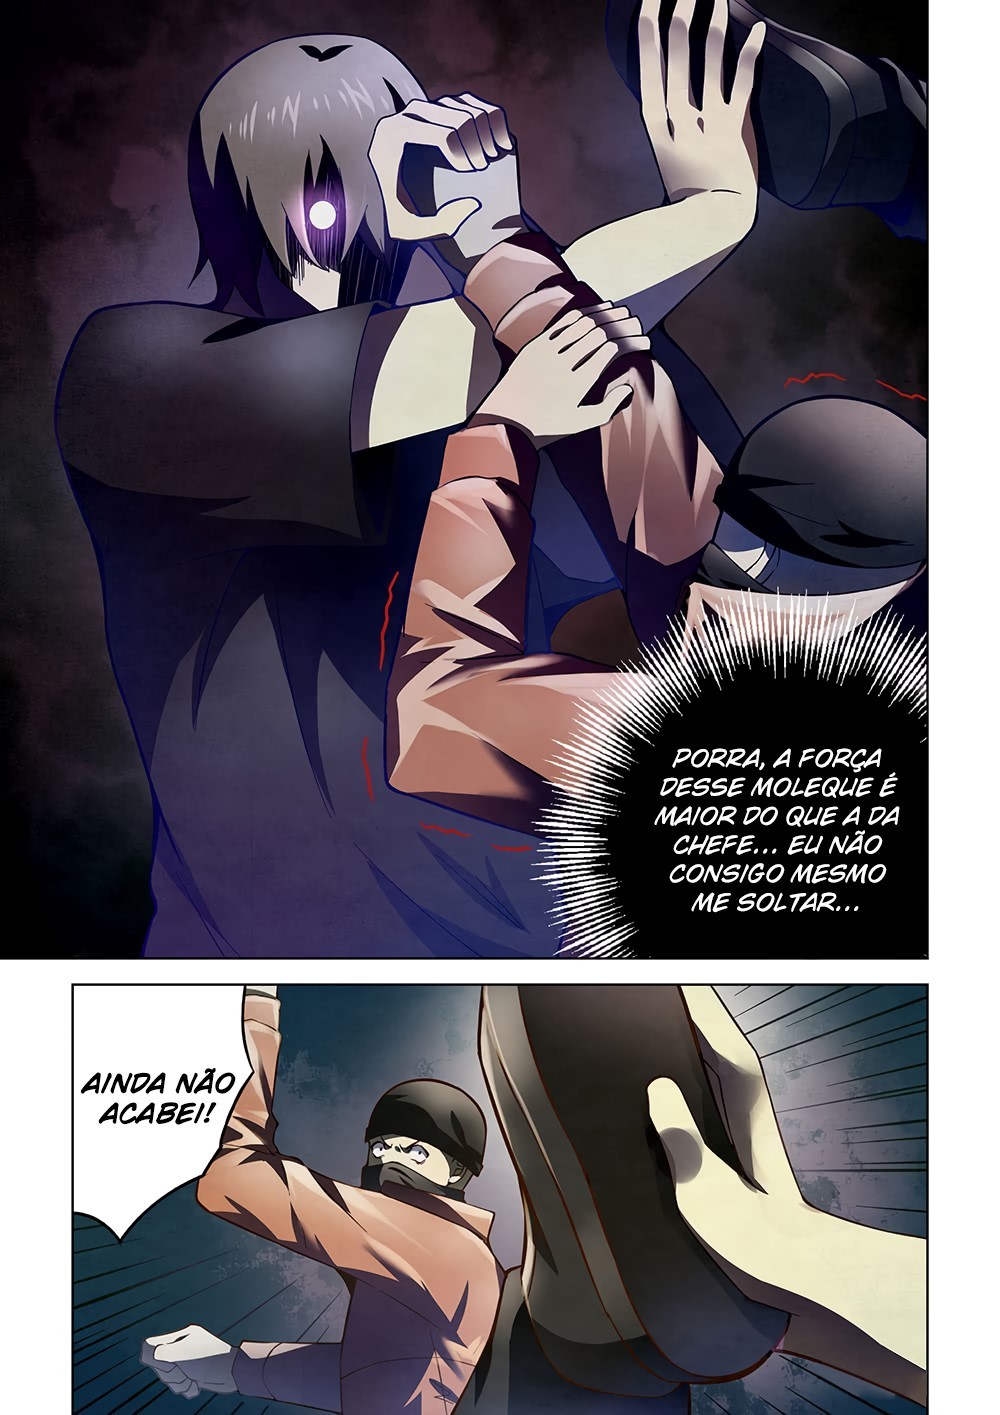 PORRA, A FORÇA
DESSE MOLEQUE É
MAIOR DO QUE A DA
CHEFE... EU NÃO
CONSIGO MESMO
ME SOLTAR...
AINDA NÃO
ACABEI!